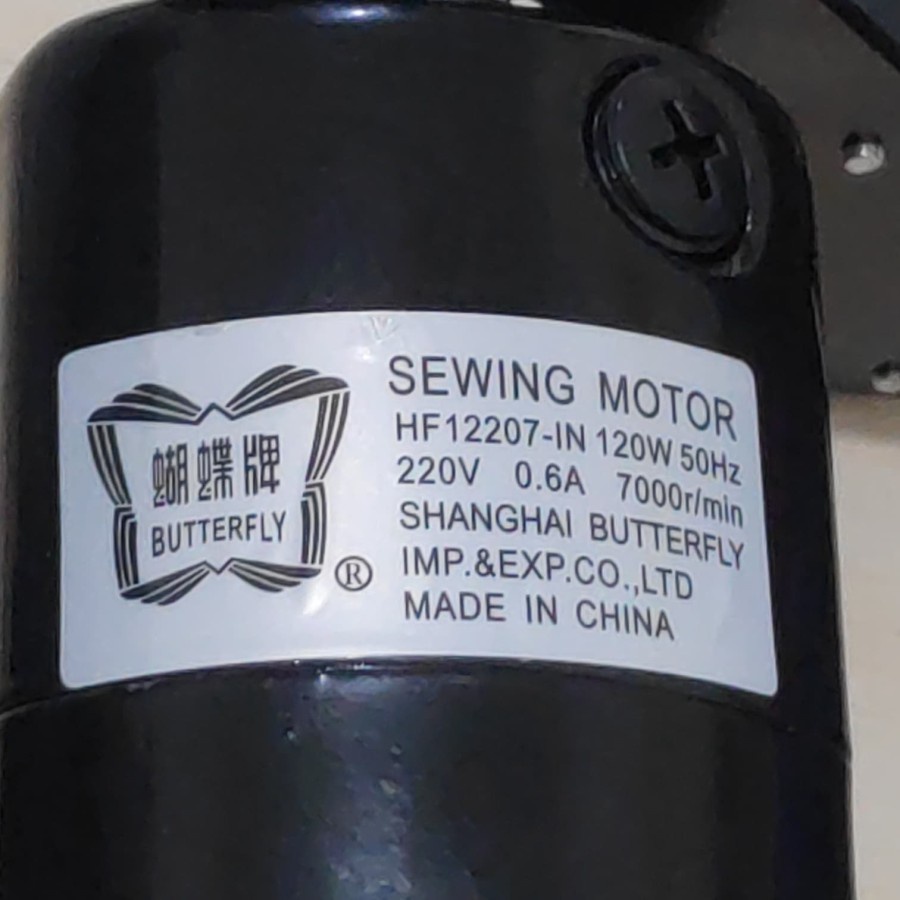 蝴蝶牌
BUTTERFLY
®
SEWING MOTOR
HF12207-IN 120W 50Hz
220V 0.6A 7000r/min
SHANGHAI BUTTERFLY
IMP.&EXP.CO.,LTD
MADE IN CHINA